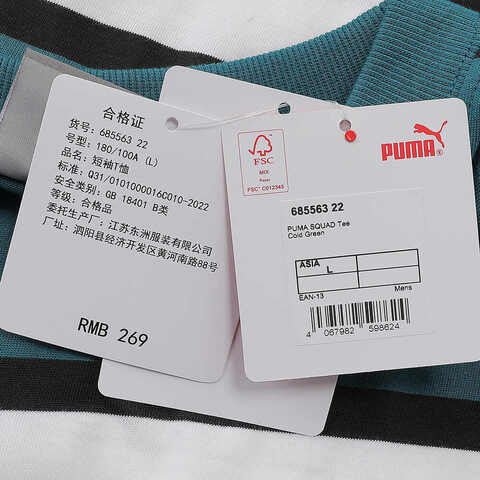 合格证
货号: 685563 22
号型: 180/100A (L)
品名: 短袖T恤
标准: Q31/0101000016C010-2022
安全类别: GB 18401 B类
等级: 合格品
委托生产厂: 江苏东洲服装有限公司
厂址: 泗阳县经济开发区黄河南路88号
RMB 269
FSC
MIX
Paper
FSC® C012345
PUMA
685563 22
PUMA SQUAD Tee
Cold Green
ASIA
L
EAN-13
Mens
4 067982 598624